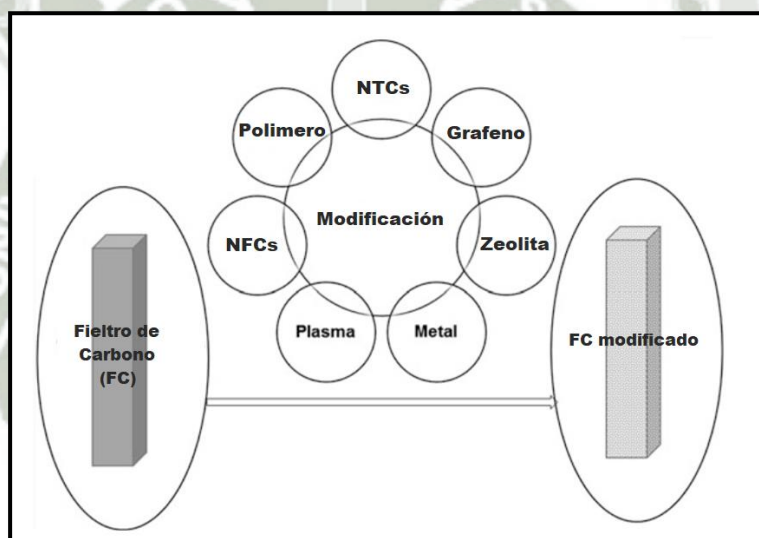 NTCs
Polimero
Grafeno
Modificación
NFCs
Zeolita
Plasma
Metal
Fieltro de
Carbono
(FC)
FC modificado